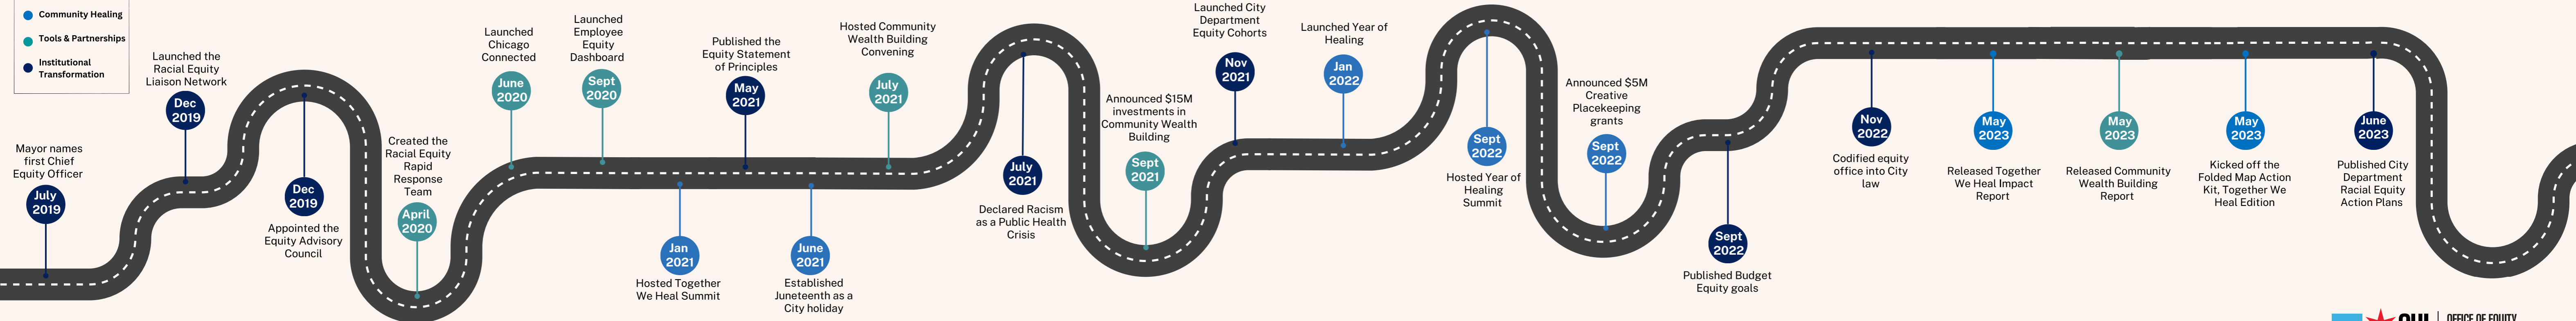 Community Healing
Tools & Partnerships
Institutional
Transformation
Mayor names
first Chief
Equity Officer
July
2019
Launched the
Racial Equity
Liaison Network
Dec
2019
Dec
2019
Appointed the
Equity Advisory
Council
Created the
Racial Equity
Rapid
Response
Team
April
2020
Launched
Chicago
Connected
June
2020
Launched
Employee
Equity
Dashboard
Sept
2020
Jan
2021
Hosted Together
We Heal Summit
Published the
Equity Statement
of Principles
May
2021
June
2021
Established
Juneteenth as a
City holiday
Hosted Community
Wealth Building
Convening
July
2021
July
2021
Declared Racism
as a Public Health
Crisis
Announced $15M
investments in
Community Wealth
Building
Sept
2021
Launched City
Department
Equity Cohorts
Nov
2021
Launched Year of
Healing
Jan
2022
Sept
2022
Hosted Year of
Healing
Summit
Announced $5M
Creative
Placekeeping
grants
Sept
2022
Sept
2022
Published Budget
Equity goals
Nov
2022
Codified equity
office into City
law
May
2023
Released Together
We Heal Impact
Report
May
2023
Released Community
Wealth Building
Report
May
2023
Kicked off the
Folded Map Action
Kit, Together We
Heal Edition
June
2023
Published City
Department
Racial Equity
Action Plans
OFFICE OF EQUITY